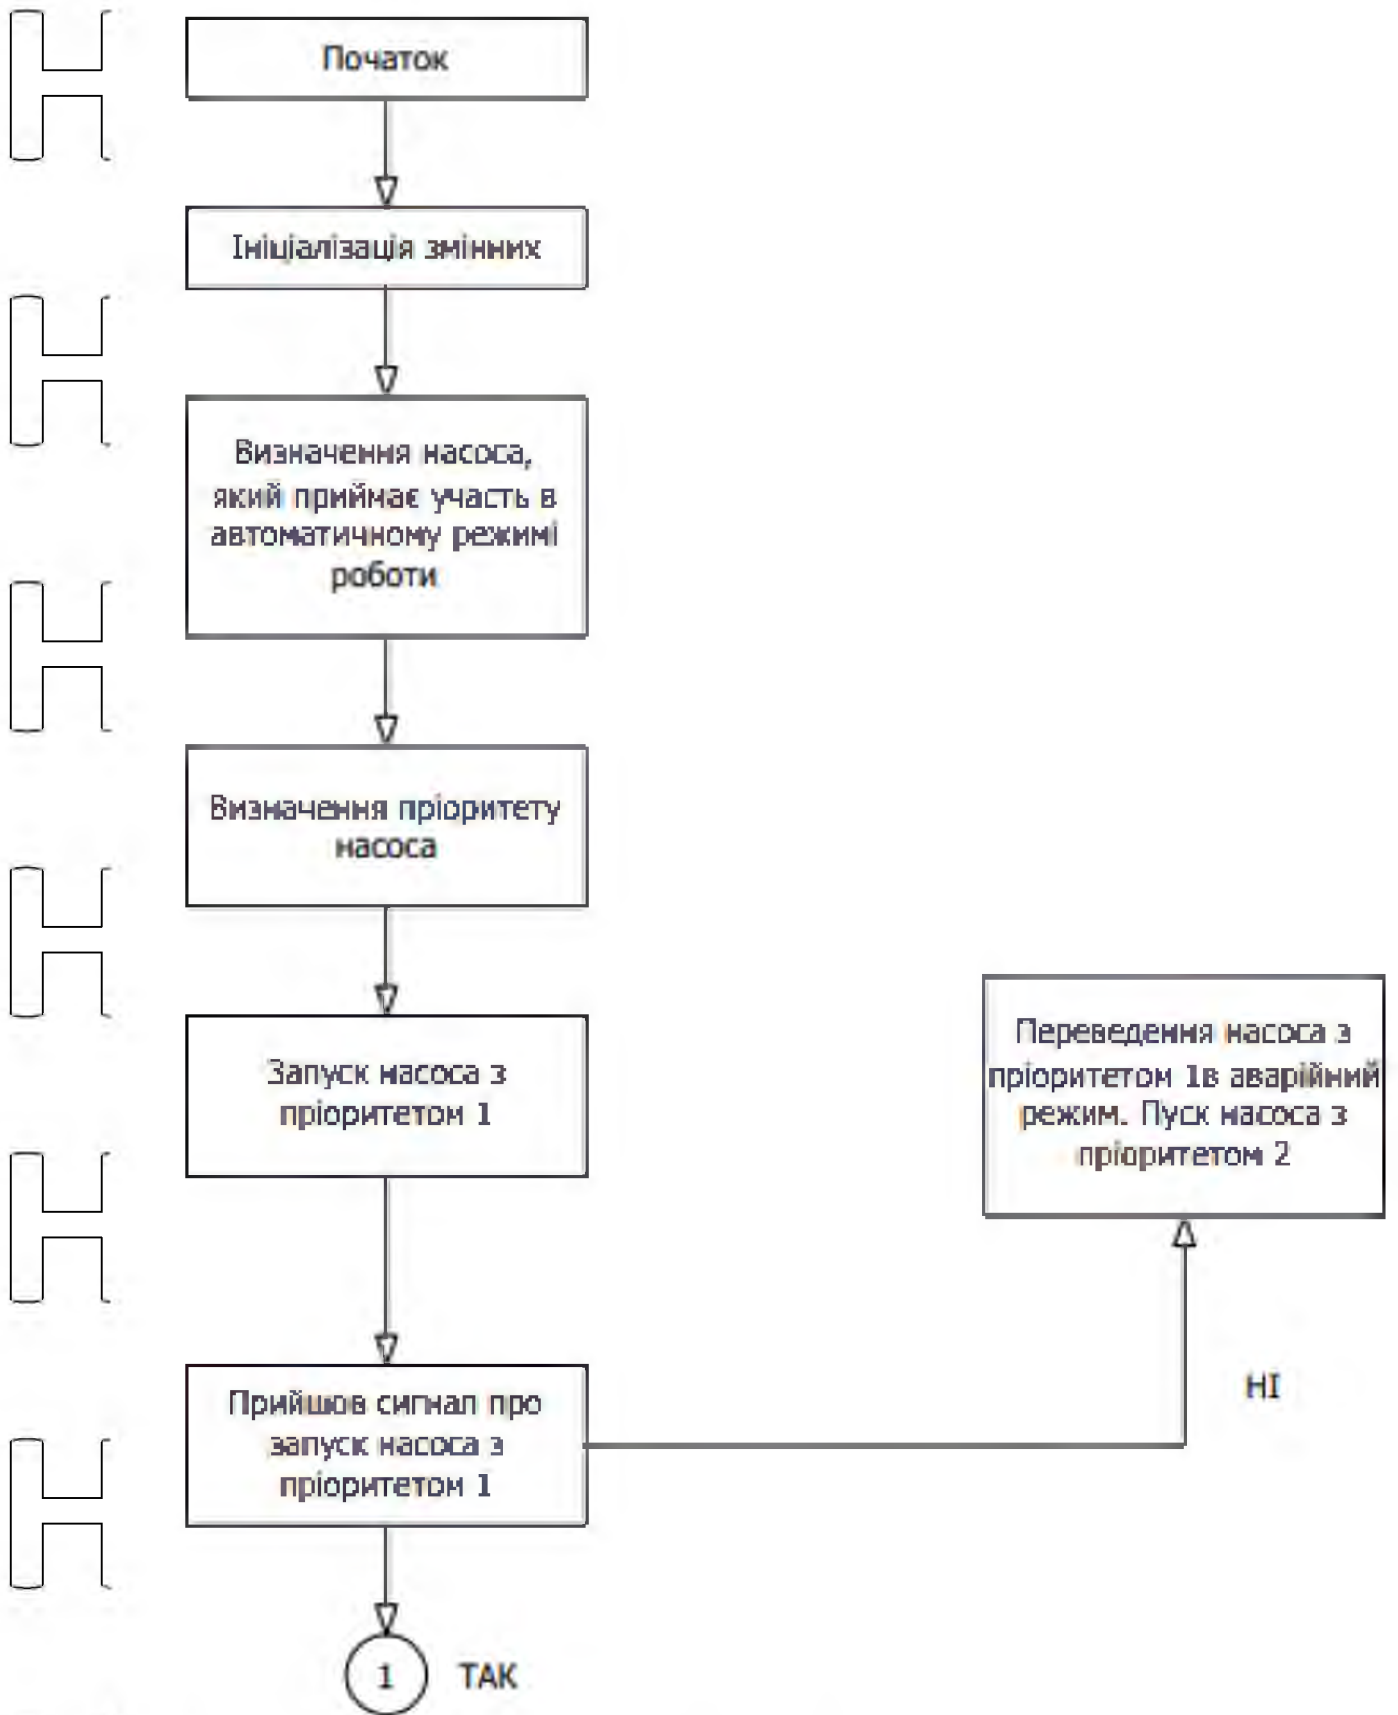 Початок
Ініціалізація змінних
Визначення насоса,
який приймає участь в
автоматичному режимі
роботи
Визначення пріоритету
насоса
Запуск насоса з
пріоритетом 1
Переведення насоса з
пріоритетом 1в аварійний
режим. Пуск насоса з
пріоритетом 2
Прийшов сигнал про
запуск насоса з
пріоритетом 1
НІ
1 ТАК
Н
Н
Н
Н
Н
Н